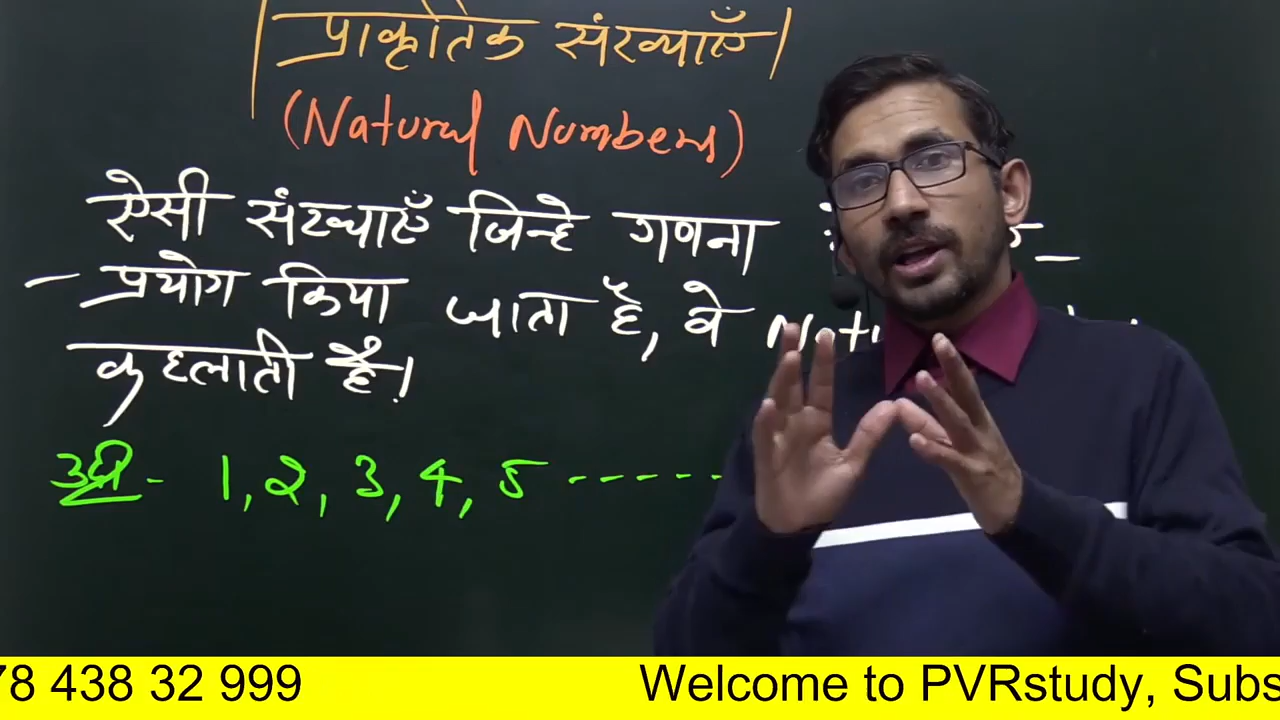 प्राकृतिक संख्याएँ
(Natural Numbers)
ऐसी संख्याएँ जिन्हे गणना
प्रयोग किया जाता है, वे
कहलाती हैं।
उदा- 1, 2, 3, 4, 5 ------
78 438 32 999 Welcome to PVRstudy, Subs